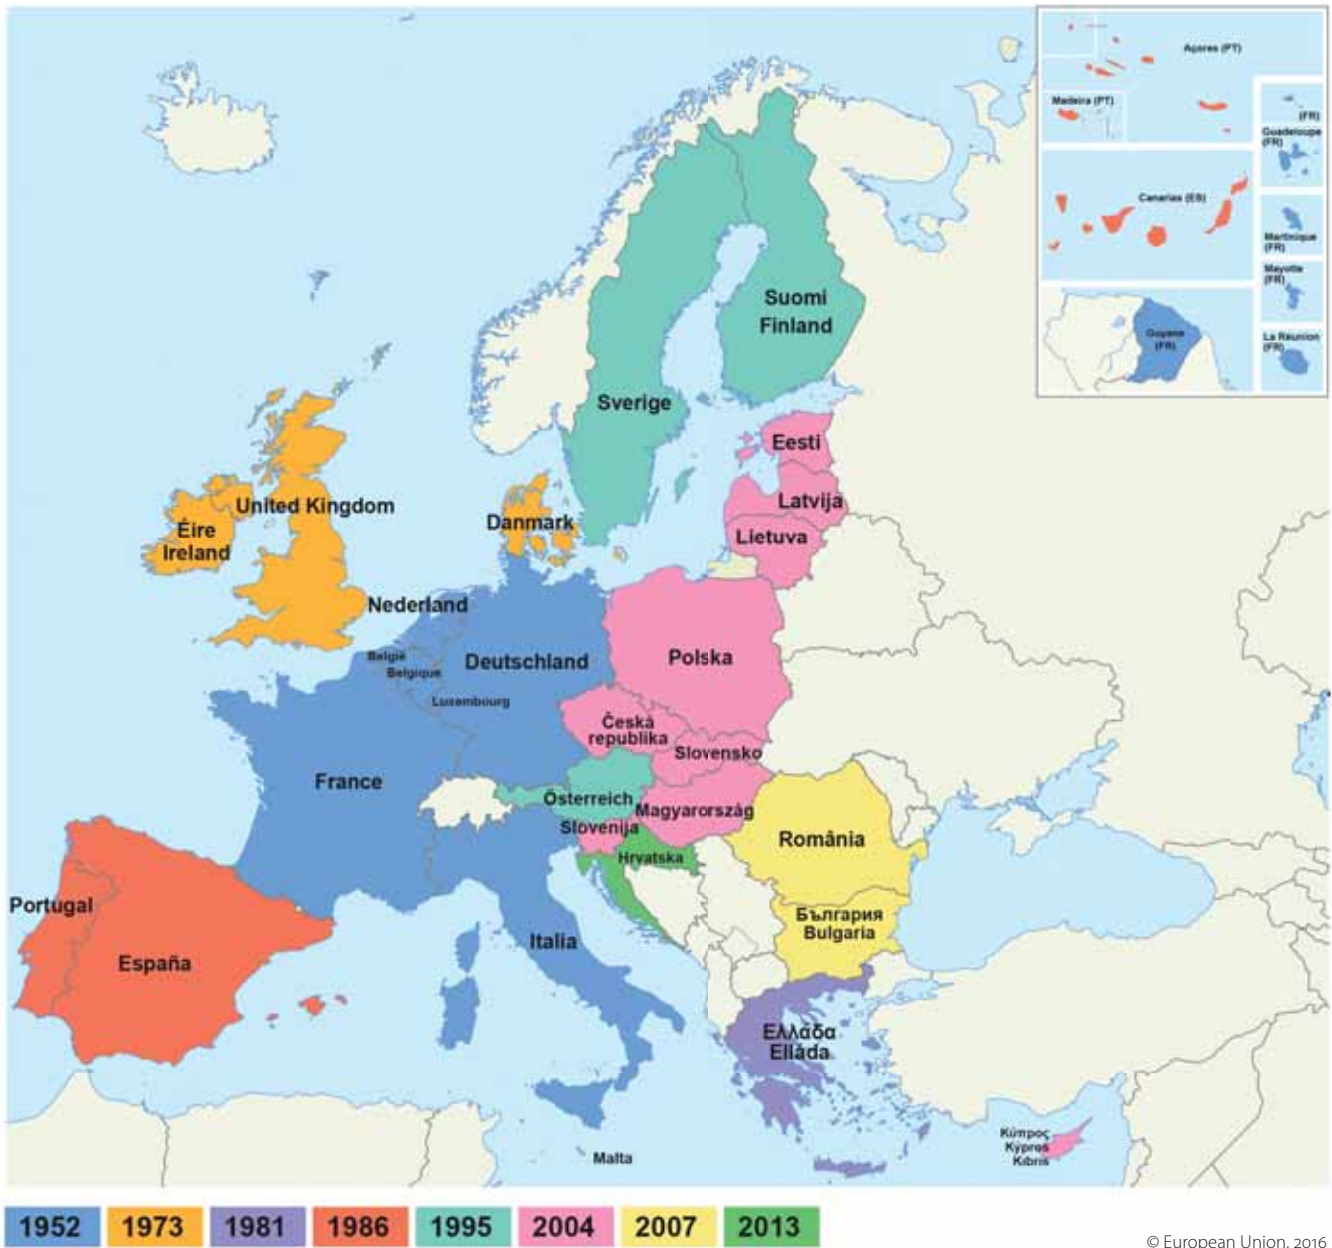 Açores (PT)
Madeira (PT)
(FR)
Guadeloupe
(FR)
Canarias (ES)
Martinique
(FR)
Mayotte
(FR)
Guyane
(FR)
La Réunion
(FR)
Suomi
Finland
Sverige
Eesti
Latvija
Lietuva
United Kingdom
Éire
Ireland
Danmark
Nederland
België
Belgique
Deutschland
Luxembourg
Polska
Česká
republika
Slovensko
France
Österreich
Magyarország
Slovenija
Hrvatska
România
България
Bulgaria
Portugal
España
Italia
Ελλάδα
Elláda
Malta
Κύπρος
Kýpros
Kıbrıs
1952
1973
1981
1986
1995
2004
2007
2013
© European Union, 2016